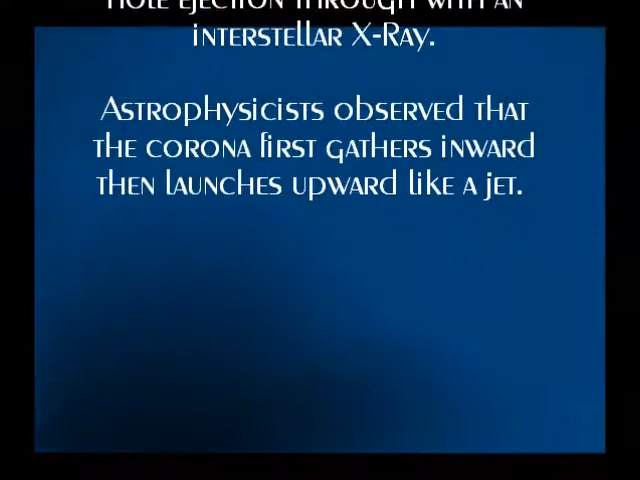 hole ejection through with an
interstellar X-Ray.
Astrophysicists observed that
the corona first gathers inward
then launches upward like a jet.